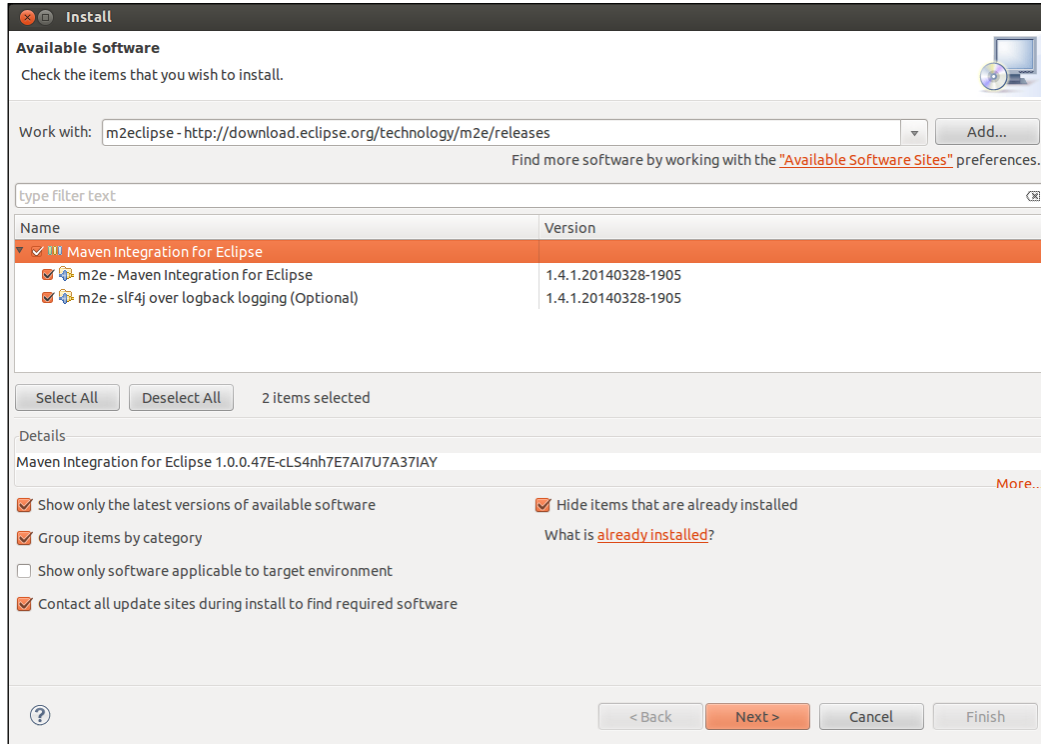 Install
Available Software
Check the items that you wish to install.
Work with: m2eclipse - http://download.eclipse.org/technology/m2e/releases Add...
Find more software by working with the "Available Software Sites" preferences.
type filter text
Name Version
Maven Integration for Eclipse
m2e - Maven Integration for Eclipse 1.4.1.20140328-1905
m2e - slf4j over logback logging (Optional) 1.4.1.20140328-1905
Select All Deselect All 2 items selected
Details
Maven Integration for Eclipse 1.0.0.47E-cLS4nh7E7AI7U7A37IAY
More..
Show only the latest versions of available software Hide items that are already installed
Group items by category What is already installed?
Show only software applicable to target environment
Contact all update sites during install to find required software
? < Back Next > Cancel Finish